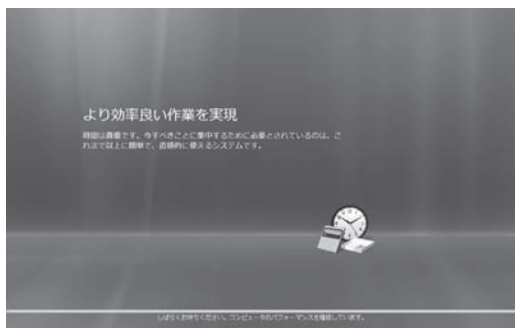 より効率良い作業を実現
時間は貴重です。今すべきことに集中するために必要とされているのは、こ
れまで以上に簡単で、直感的に使えるシステムです。
しばらくお待ちください。コンピュータのパフォーマンスを確認しています。